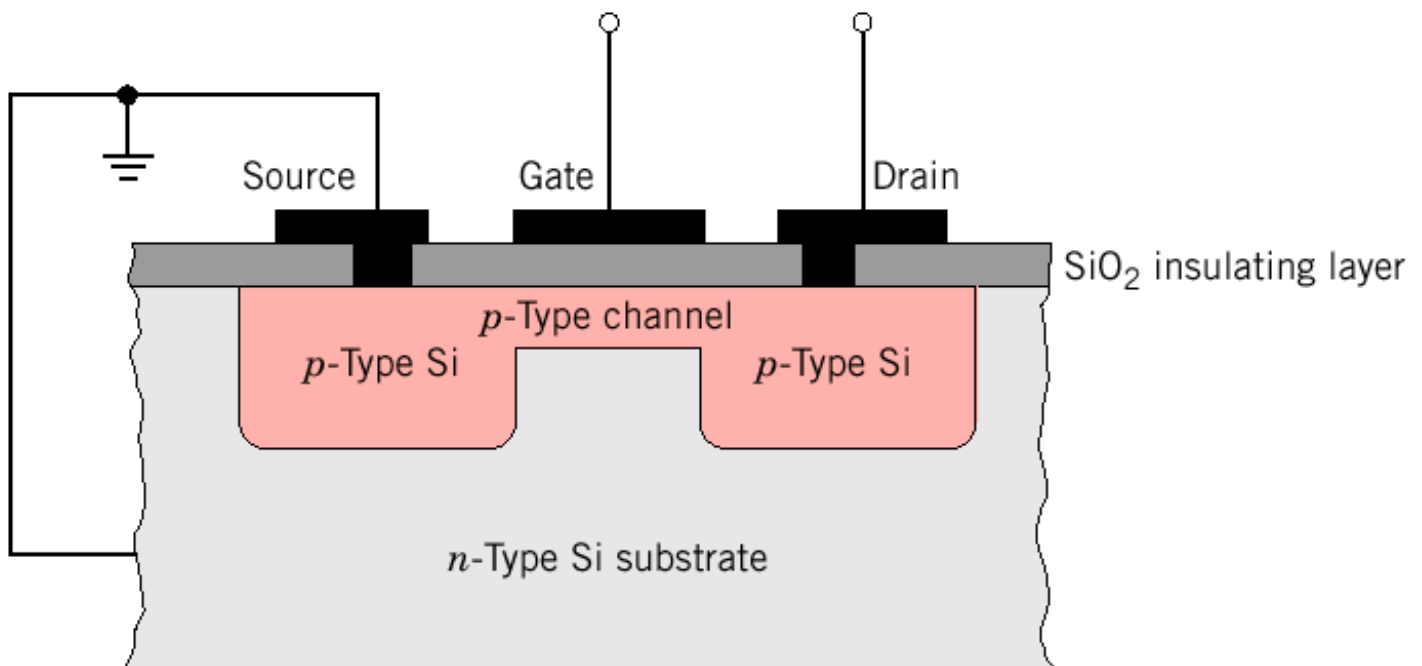 Source
Gate
Drain
SiO₂ insulating layer
p-Type channel
p-Type Si
p-Type Si
n-Type Si substrate